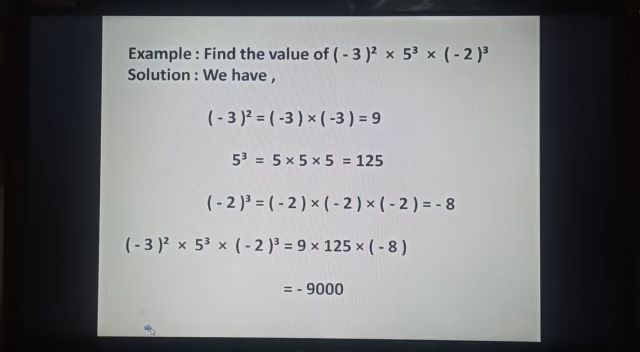 Example : Find the value of ( - 3 )² × 5³ × ( - 2 )³
Solution : We have ,
( - 3 )² = ( -3 ) × ( -3 ) = 9
5³ = 5 × 5 × 5 = 125
( - 2 )³ = ( - 2 ) × ( - 2 ) × ( - 2 ) = - 8
( - 3 )² × 5³ × ( - 2 )³ = 9 × 125 × ( - 8 )
= - 9000